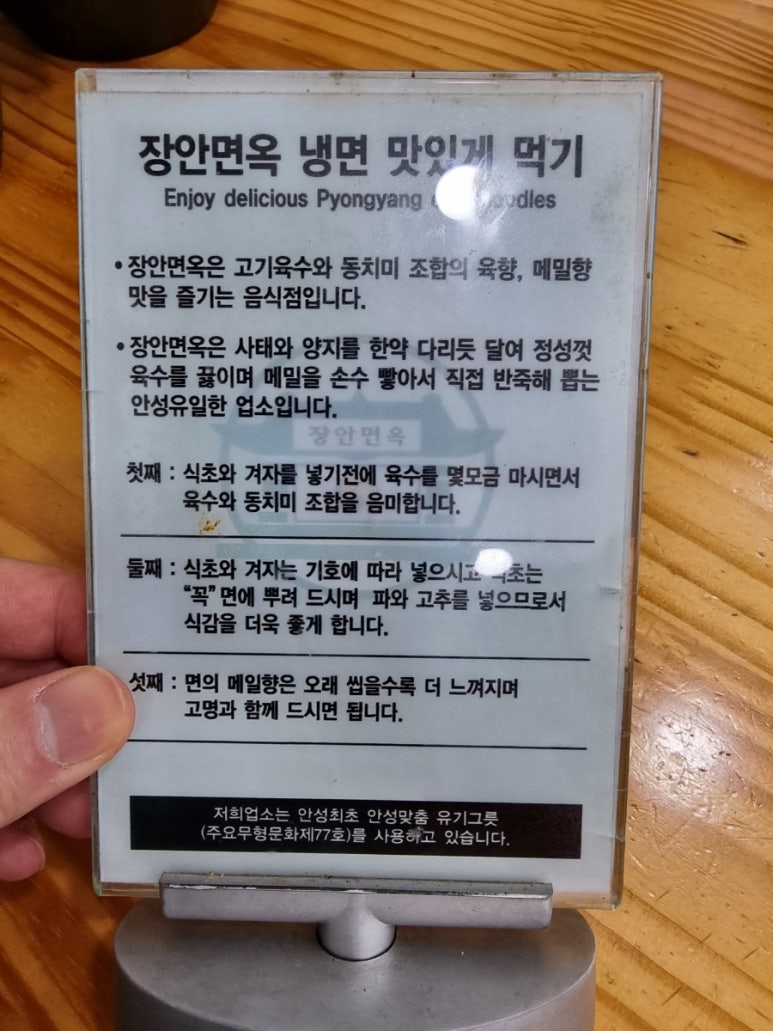 장안면옥 냉면 맛있게 먹기
Enjoy delicious Pyongyang
• 장안면옥은 고기육수와 동치미 조합의 육향, 메밀향
맛을 즐기는 음식점입니다.
• 장안면옥은 사태와 양지를 한약 다리듯 달여 정성껏
육수를 끓이며 메밀을 손수 빻아서 직접 반죽해 뽑는
안성유일한 업소입니다.
장안면옥
첫째 : 식초와 겨자를 넣기전에 육수를 몇모금 마시면서
육수와 동치미 조합을 음미합니다.
둘째 : 식초와 겨자는 기호에 따라 넣으시고
“꼭” 면에 뿌려 드시며 파와 고추를 넣으므로서
식감을 더욱 좋게 합니다.
섯째 : 면의 메일향은 오래 씹을수록 더 느껴지며
고명과 함께 드시면 됩니다.
저희업소는 안성최초 안성맞춤 유기그릇
(주요무형문화제77호)를 사용하고 있습니다.